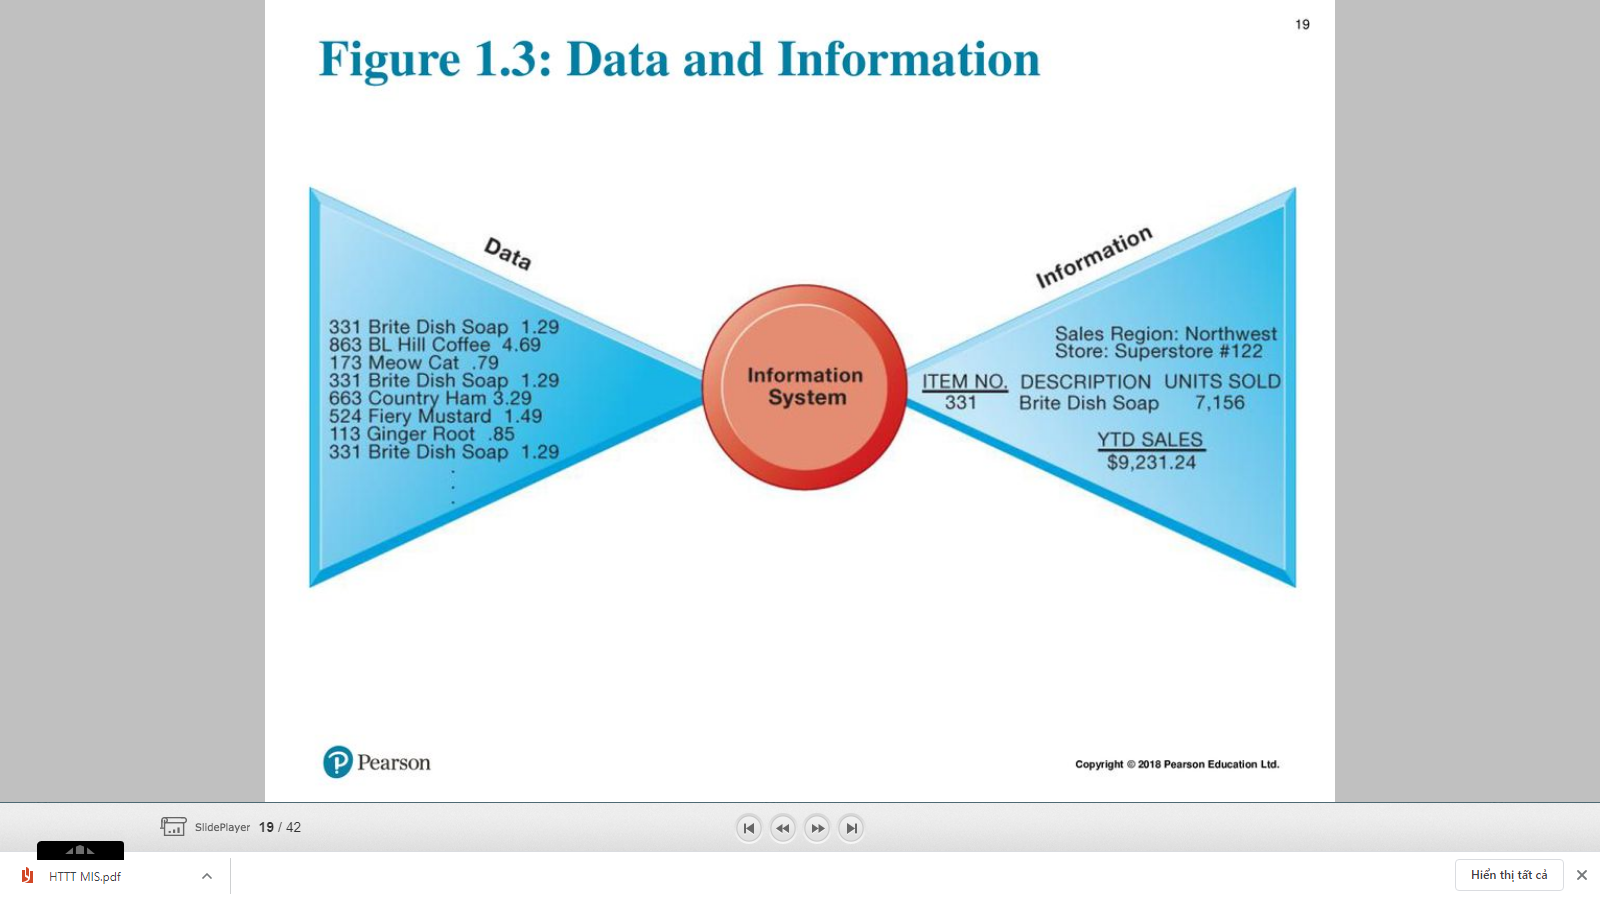 19
Figure 1.3: Data and Information
Data
331 Brite Dish Soap 1.29
863 BL Hill Coffee 4.69
173 Meow Cat .79
331 Brite Dish Soap 1.29
663 Country Ham 3.29
524 Fiery Mustard 1.49
113 Ginger Root .85
331 Brite Dish Soap 1.29
.
.
.
Information
System
Information
Sales Region: Northwest
Store: Superstore #122
ITEM NO. DESCRIPTION UNITS SOLD
331 Brite Dish Soap 7,156
YTD SALES
$9,231.24
Pearson
Copyright © 2018 Pearson Education Ltd.
SlidePlayer 19 / 42
HTTT MIS.pdf
Hiển thị tất cả